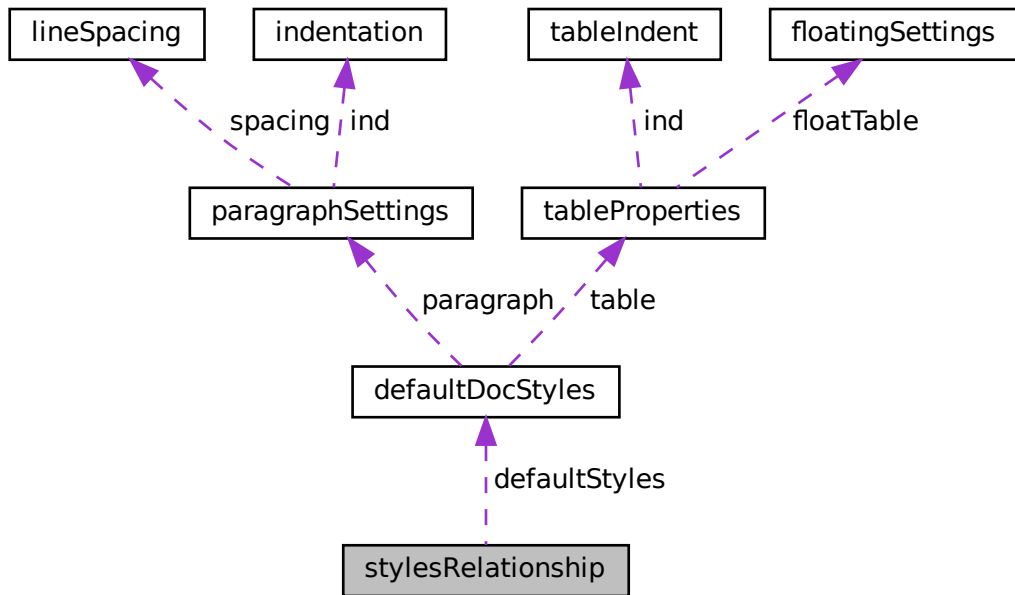 lineSpacing
indentation
tableIndent
floatingSettings
spacing
ind
ind
floatTable
paragraphSettings
tableProperties
paragraph
table
defaultDocStyles
defaultStyles
stylesRelationship